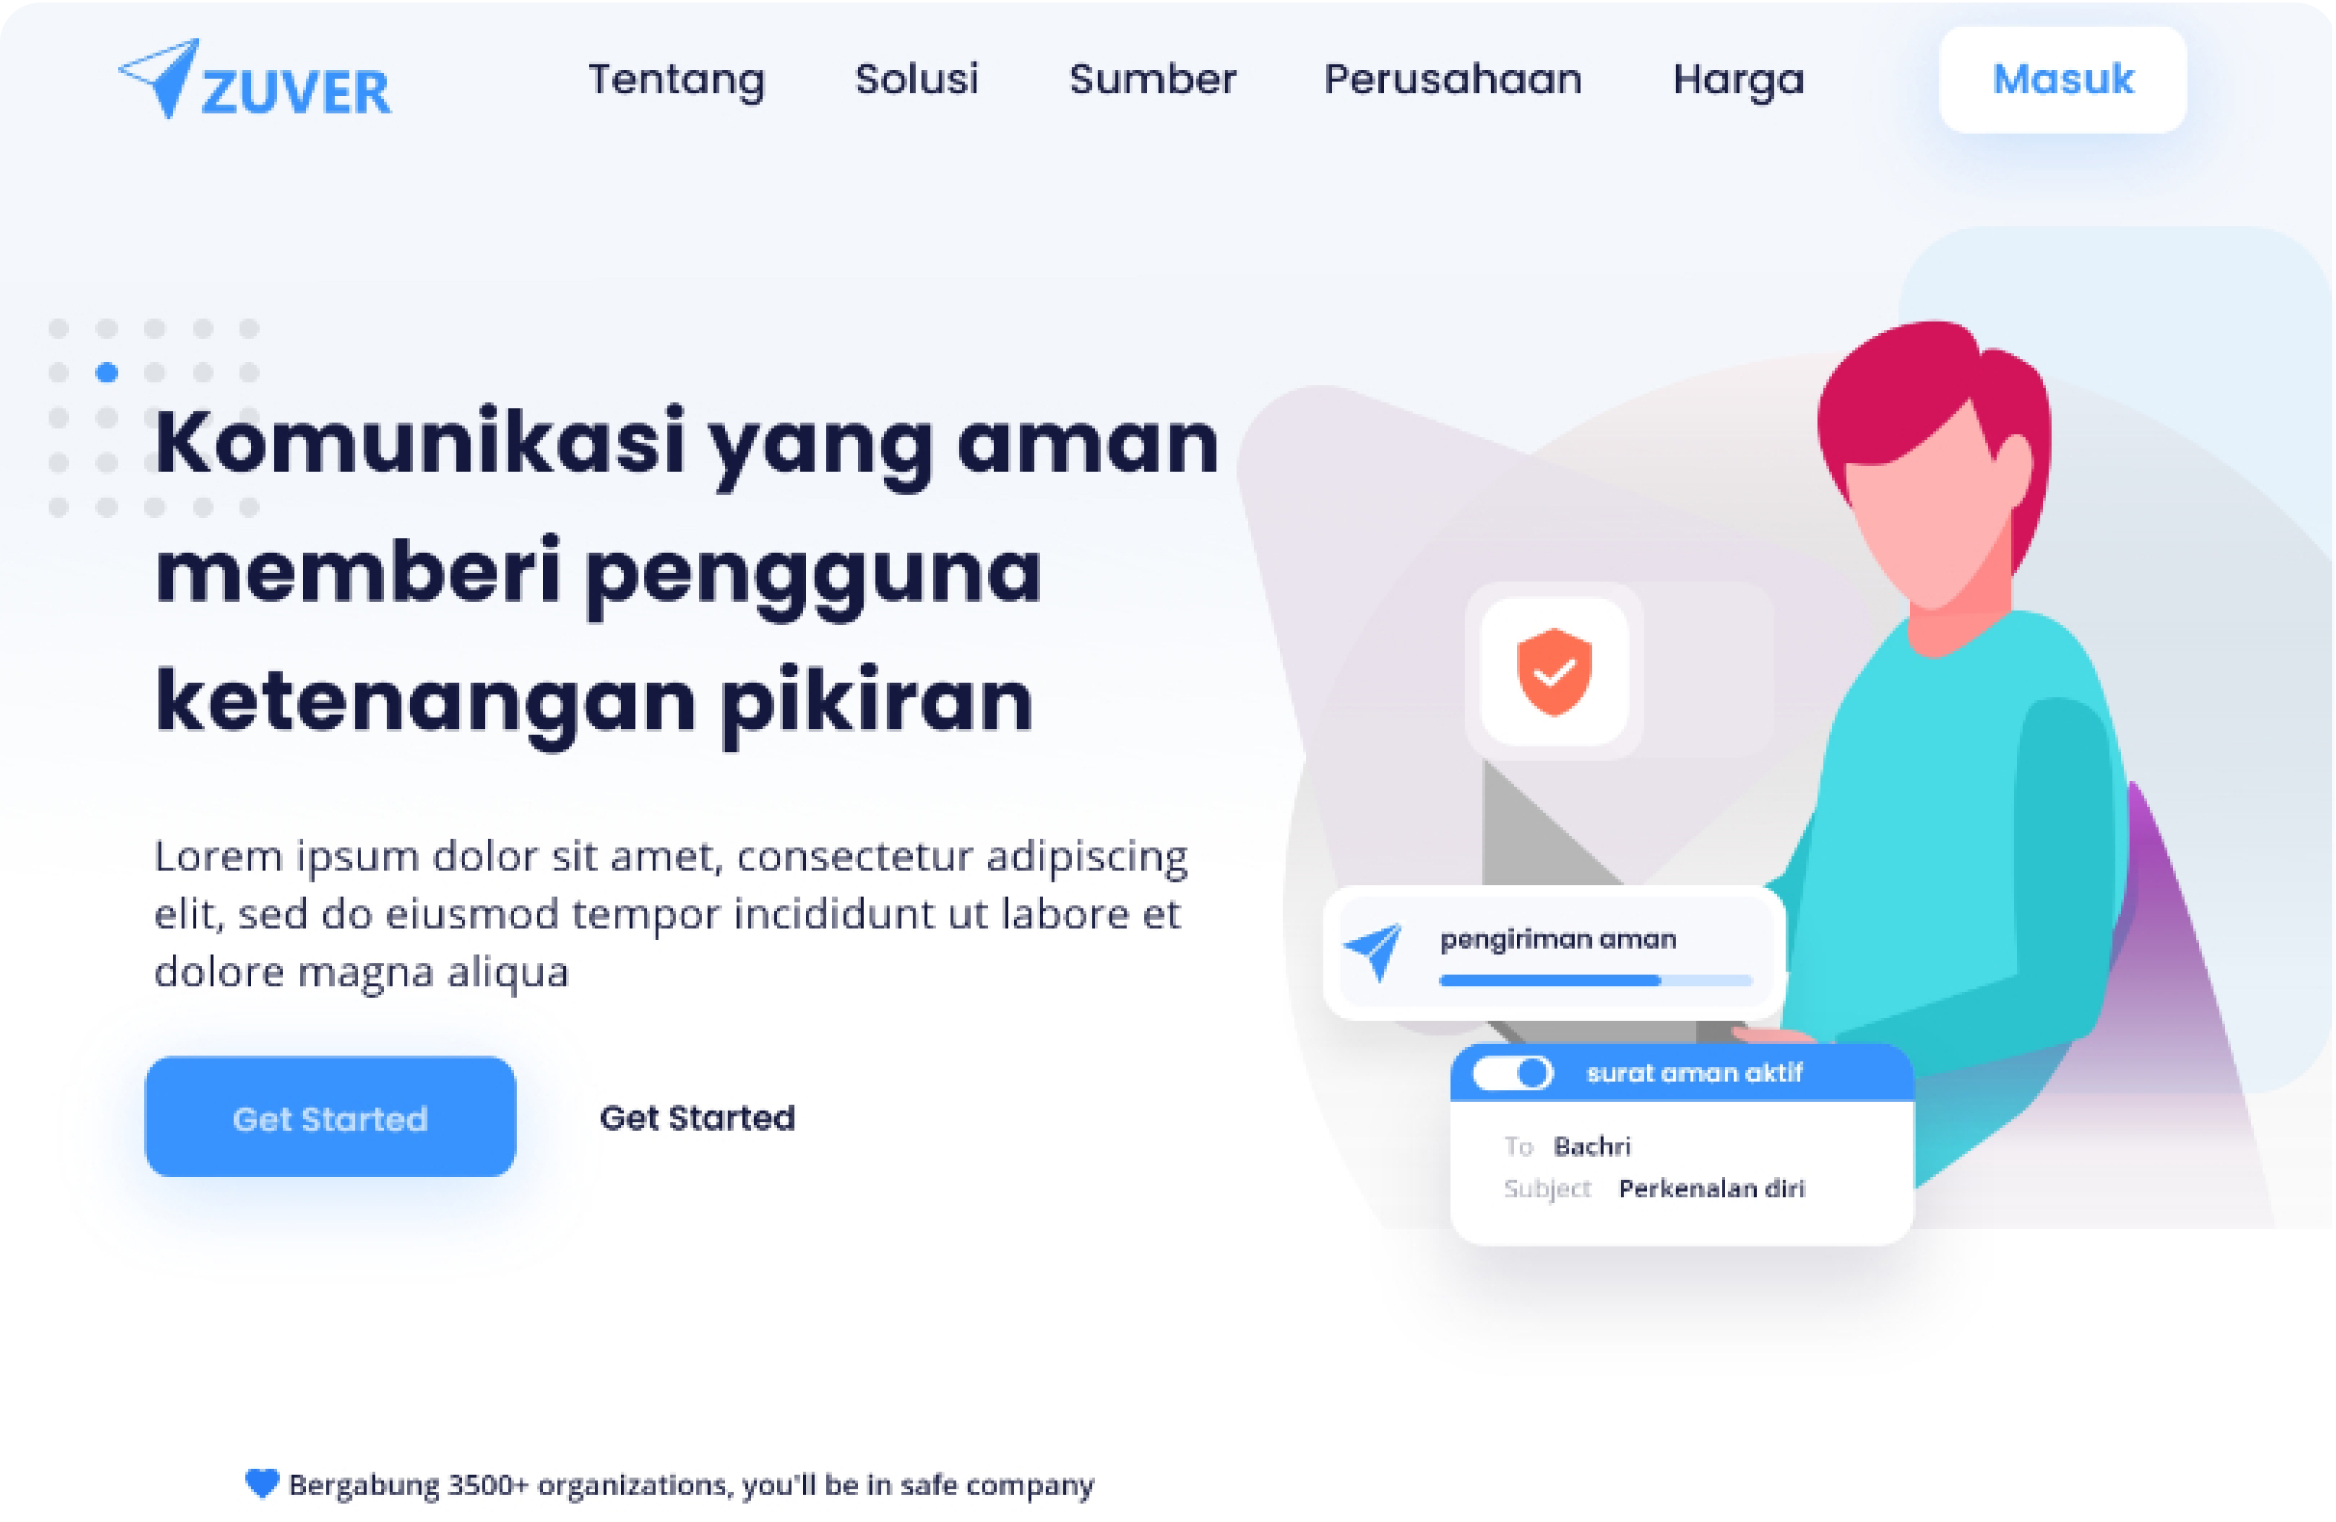 ZUVER
Tentang Solusi Sumber Perusahaan Harga Masuk
Komunikasi yang aman
memberi pengguna
ketenangan pikiran
Lorem ipsum dolor sit amet, consectetur adipiscing
elit, sed do eiusmod tempor incididunt ut labore et
dolore magna aliqua
Get Started Get Started
pengiriman aman
surat aman aktif
To Bachri
Subject Perkenalan diri
Bergabung 3500+ organizations, you'll be in safe company